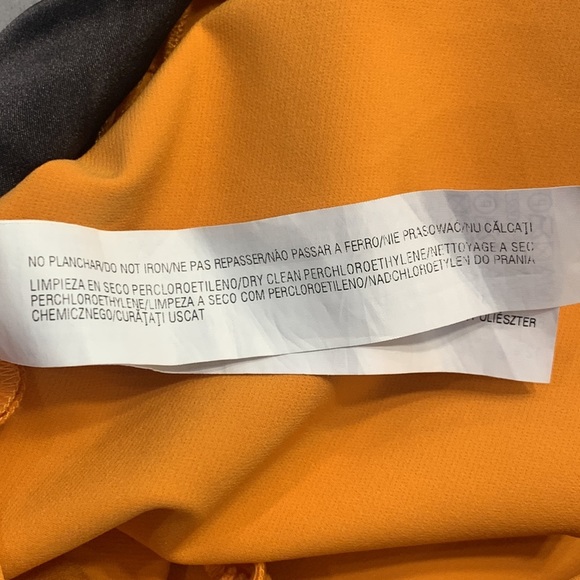 NO PLANCHAR/DO NOT IRON/NE PAS REPASSER/NÃO PASSAR A FERRO/NIE PRASOWAC/NU CĂLCAŢI
LIMPIEZA EN SECO PERCLOROETILENO/DRY CLEAN PERCHLOROETHYLENE/NETTOYAGE A SEC
PERCHLOROETHYLENE/LIMPEZA A SECO COM PERCLOROETILENO/NADCHLOROETYLEN DO PRANIA
CHEMICZNEGO/CURĂŢAŢI USCAT
POLIÉSZTER